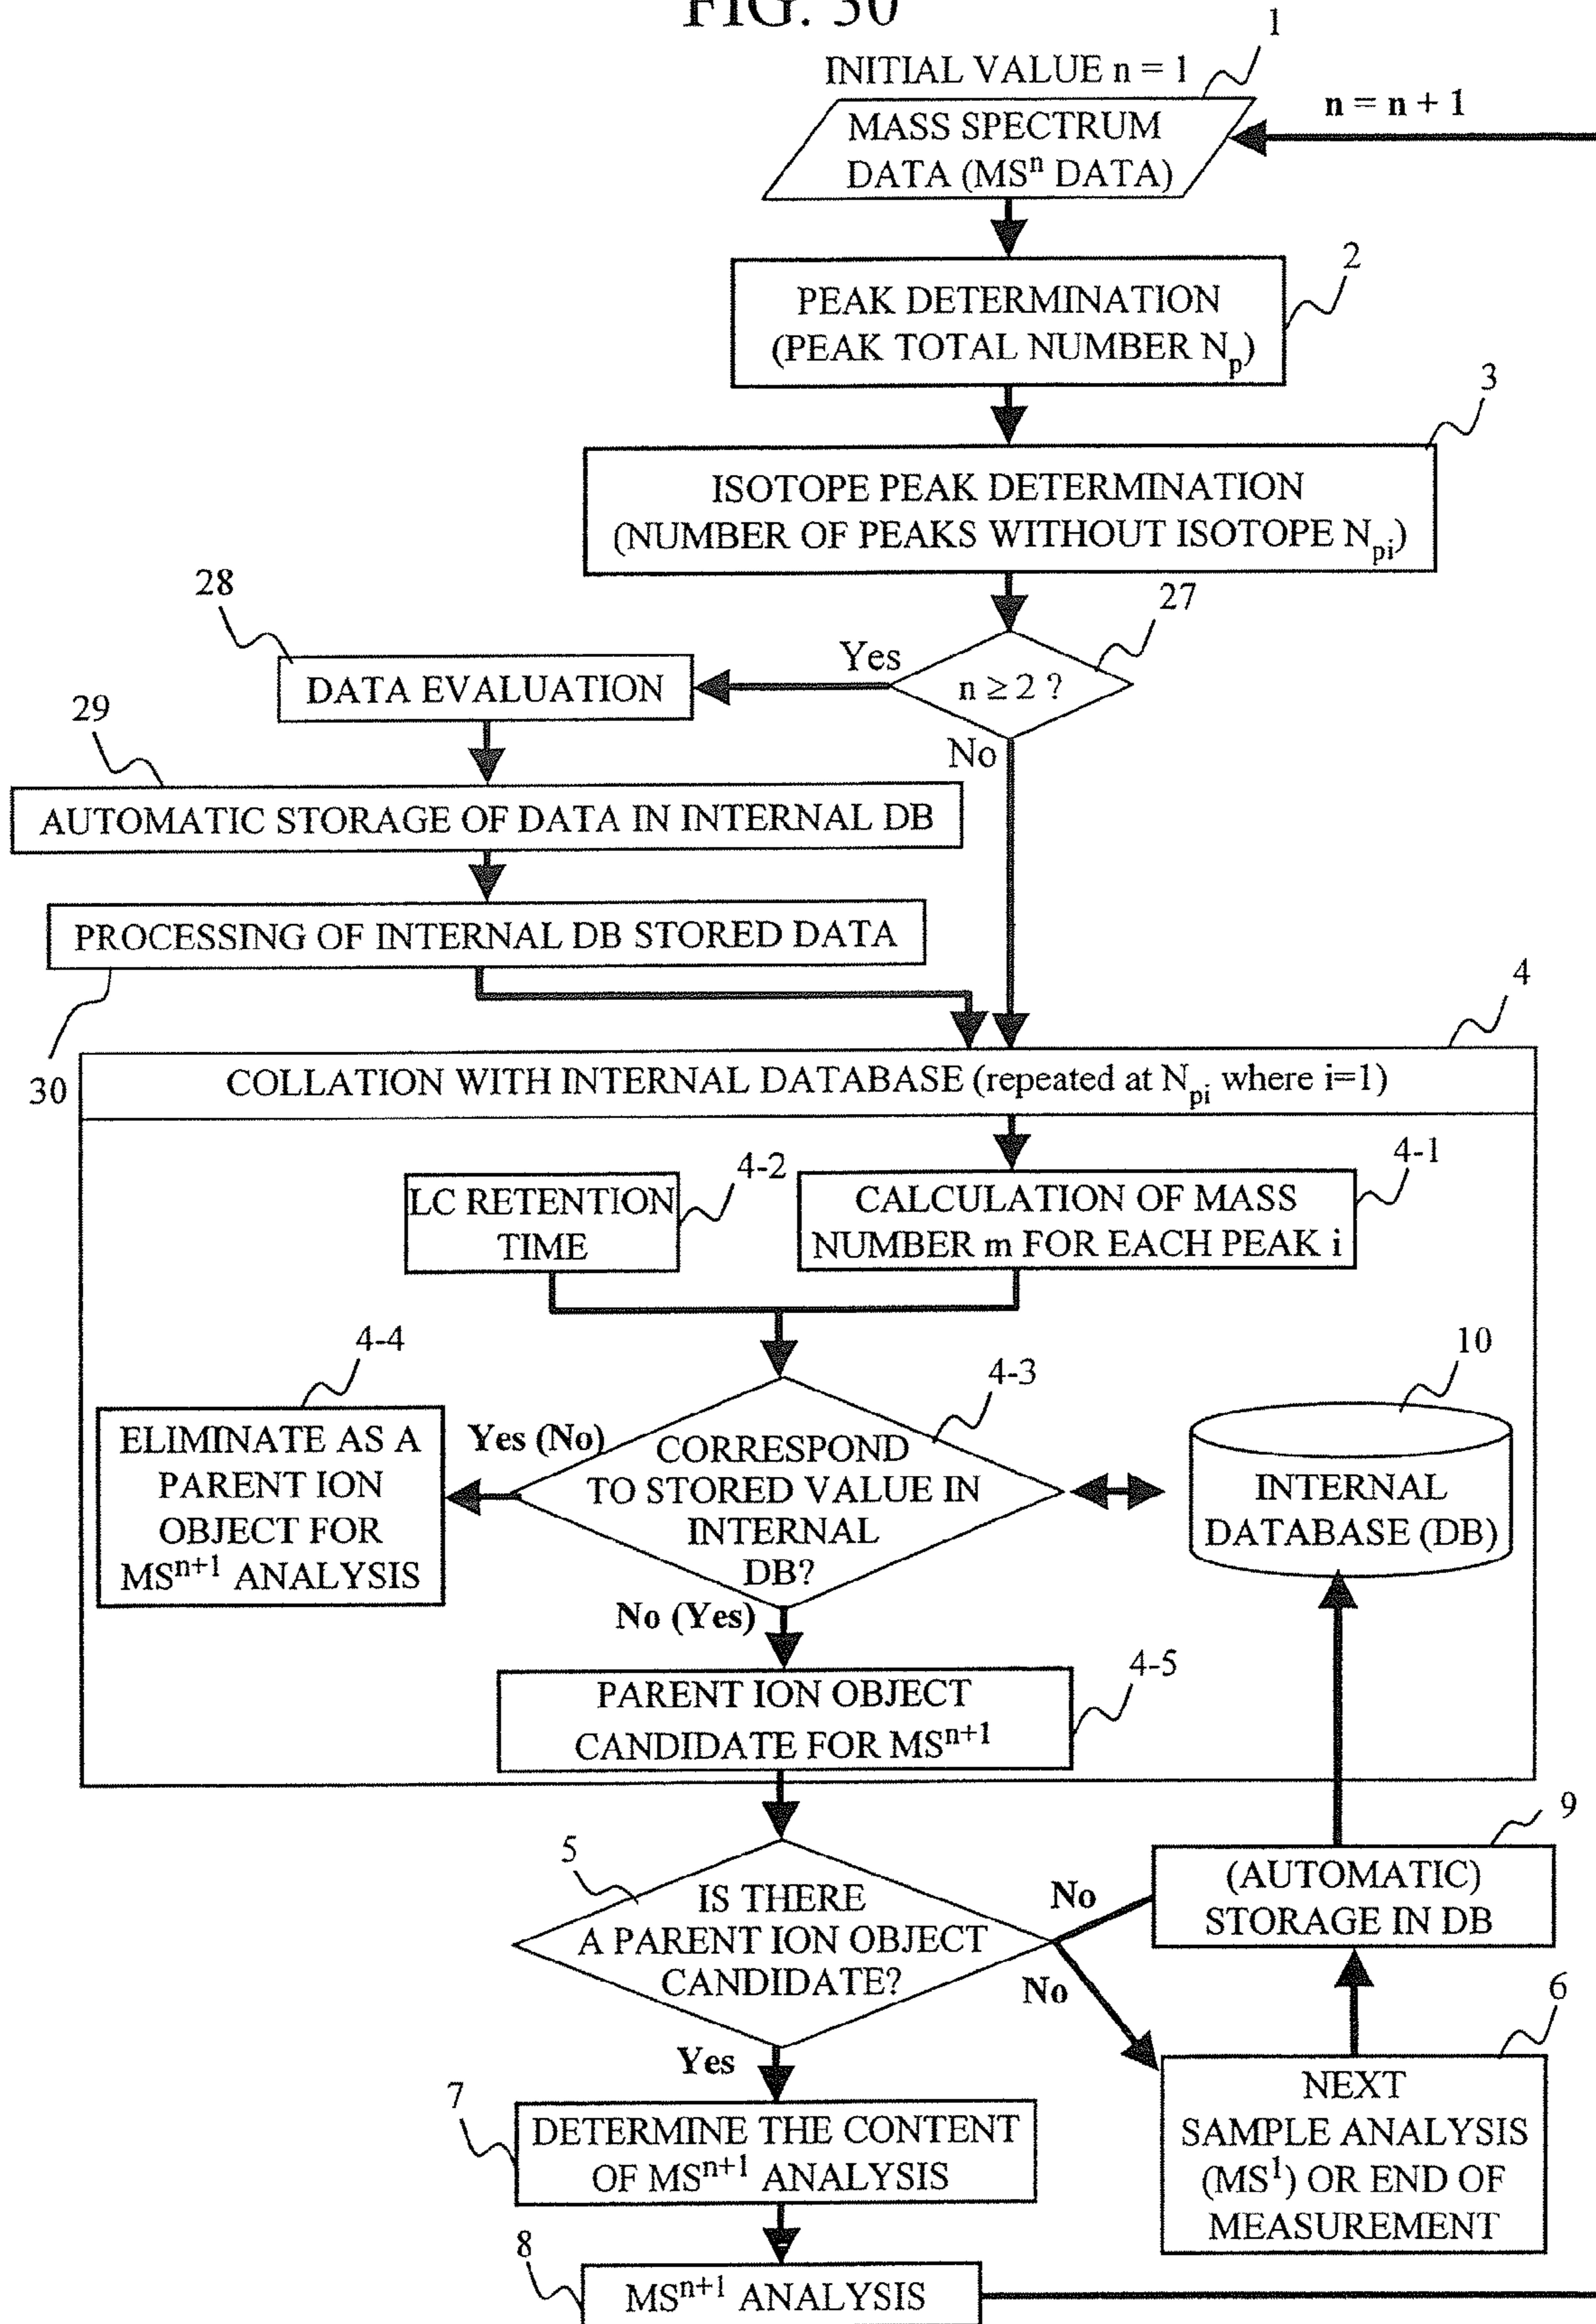 FIG. 30
1
INITIAL VALUE n = 1
n = n + 1
MASS SPECTRUM
DATA (MSⁿ DATA)
2
PEAK DETERMINATION
(PEAK TOTAL NUMBER Np)
3
ISOTOPE PEAK DETERMINATION
(NUMBER OF PEAKS WITHOUT ISOTOPE Npi)
28
27
Yes
DATA EVALUATION
n ≥ 2 ?
29
No
AUTOMATIC STORAGE OF DATA IN INTERNAL DB
PROCESSING OF INTERNAL DB STORED DATA
4
30
COLLATION WITH INTERNAL DATABASE (repeated at Npi where i=1)
4-2
4-1
LC RETENTION
TIME
CALCULATION OF MASS
NUMBER m FOR EACH PEAK i
4-4
4-3
10
ELIMINATE AS A
PARENT ION
OBJECT FOR
MSⁿ⁺¹ ANALYSIS
Yes (No)
CORRESPOND
TO STORED VALUE IN
INTERNAL
DB?
INTERNAL
DATABASE (DB)
No (Yes)
4-5
PARENT ION OBJECT
CANDIDATE FOR MSⁿ⁺¹
9
5
IS THERE
A PARENT ION OBJECT
CANDIDATE?
No
(AUTOMATIC)
STORAGE IN DB
No
6
Yes
7
DETERMINE THE CONTENT
OF MSⁿ⁺¹ ANALYSIS
NEXT
SAMPLE ANALYSIS
(MS¹) OR END OF
MEASUREMENT
8
MSⁿ⁺¹ ANALYSIS